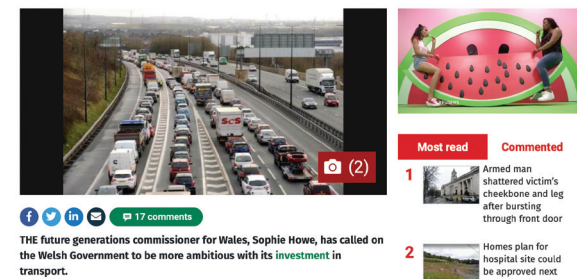 SCS
(2)
17 comments
THE future generations commissioner for Wales, Sophie Howe, has called on
the Welsh Government to be more ambitious with its investment in
transport.
Most read
Commented
1
Armed man
shattered victim's
cheekbone and leg
after bursting
through front door
2
Homes plan for
hospital site could
be approved next